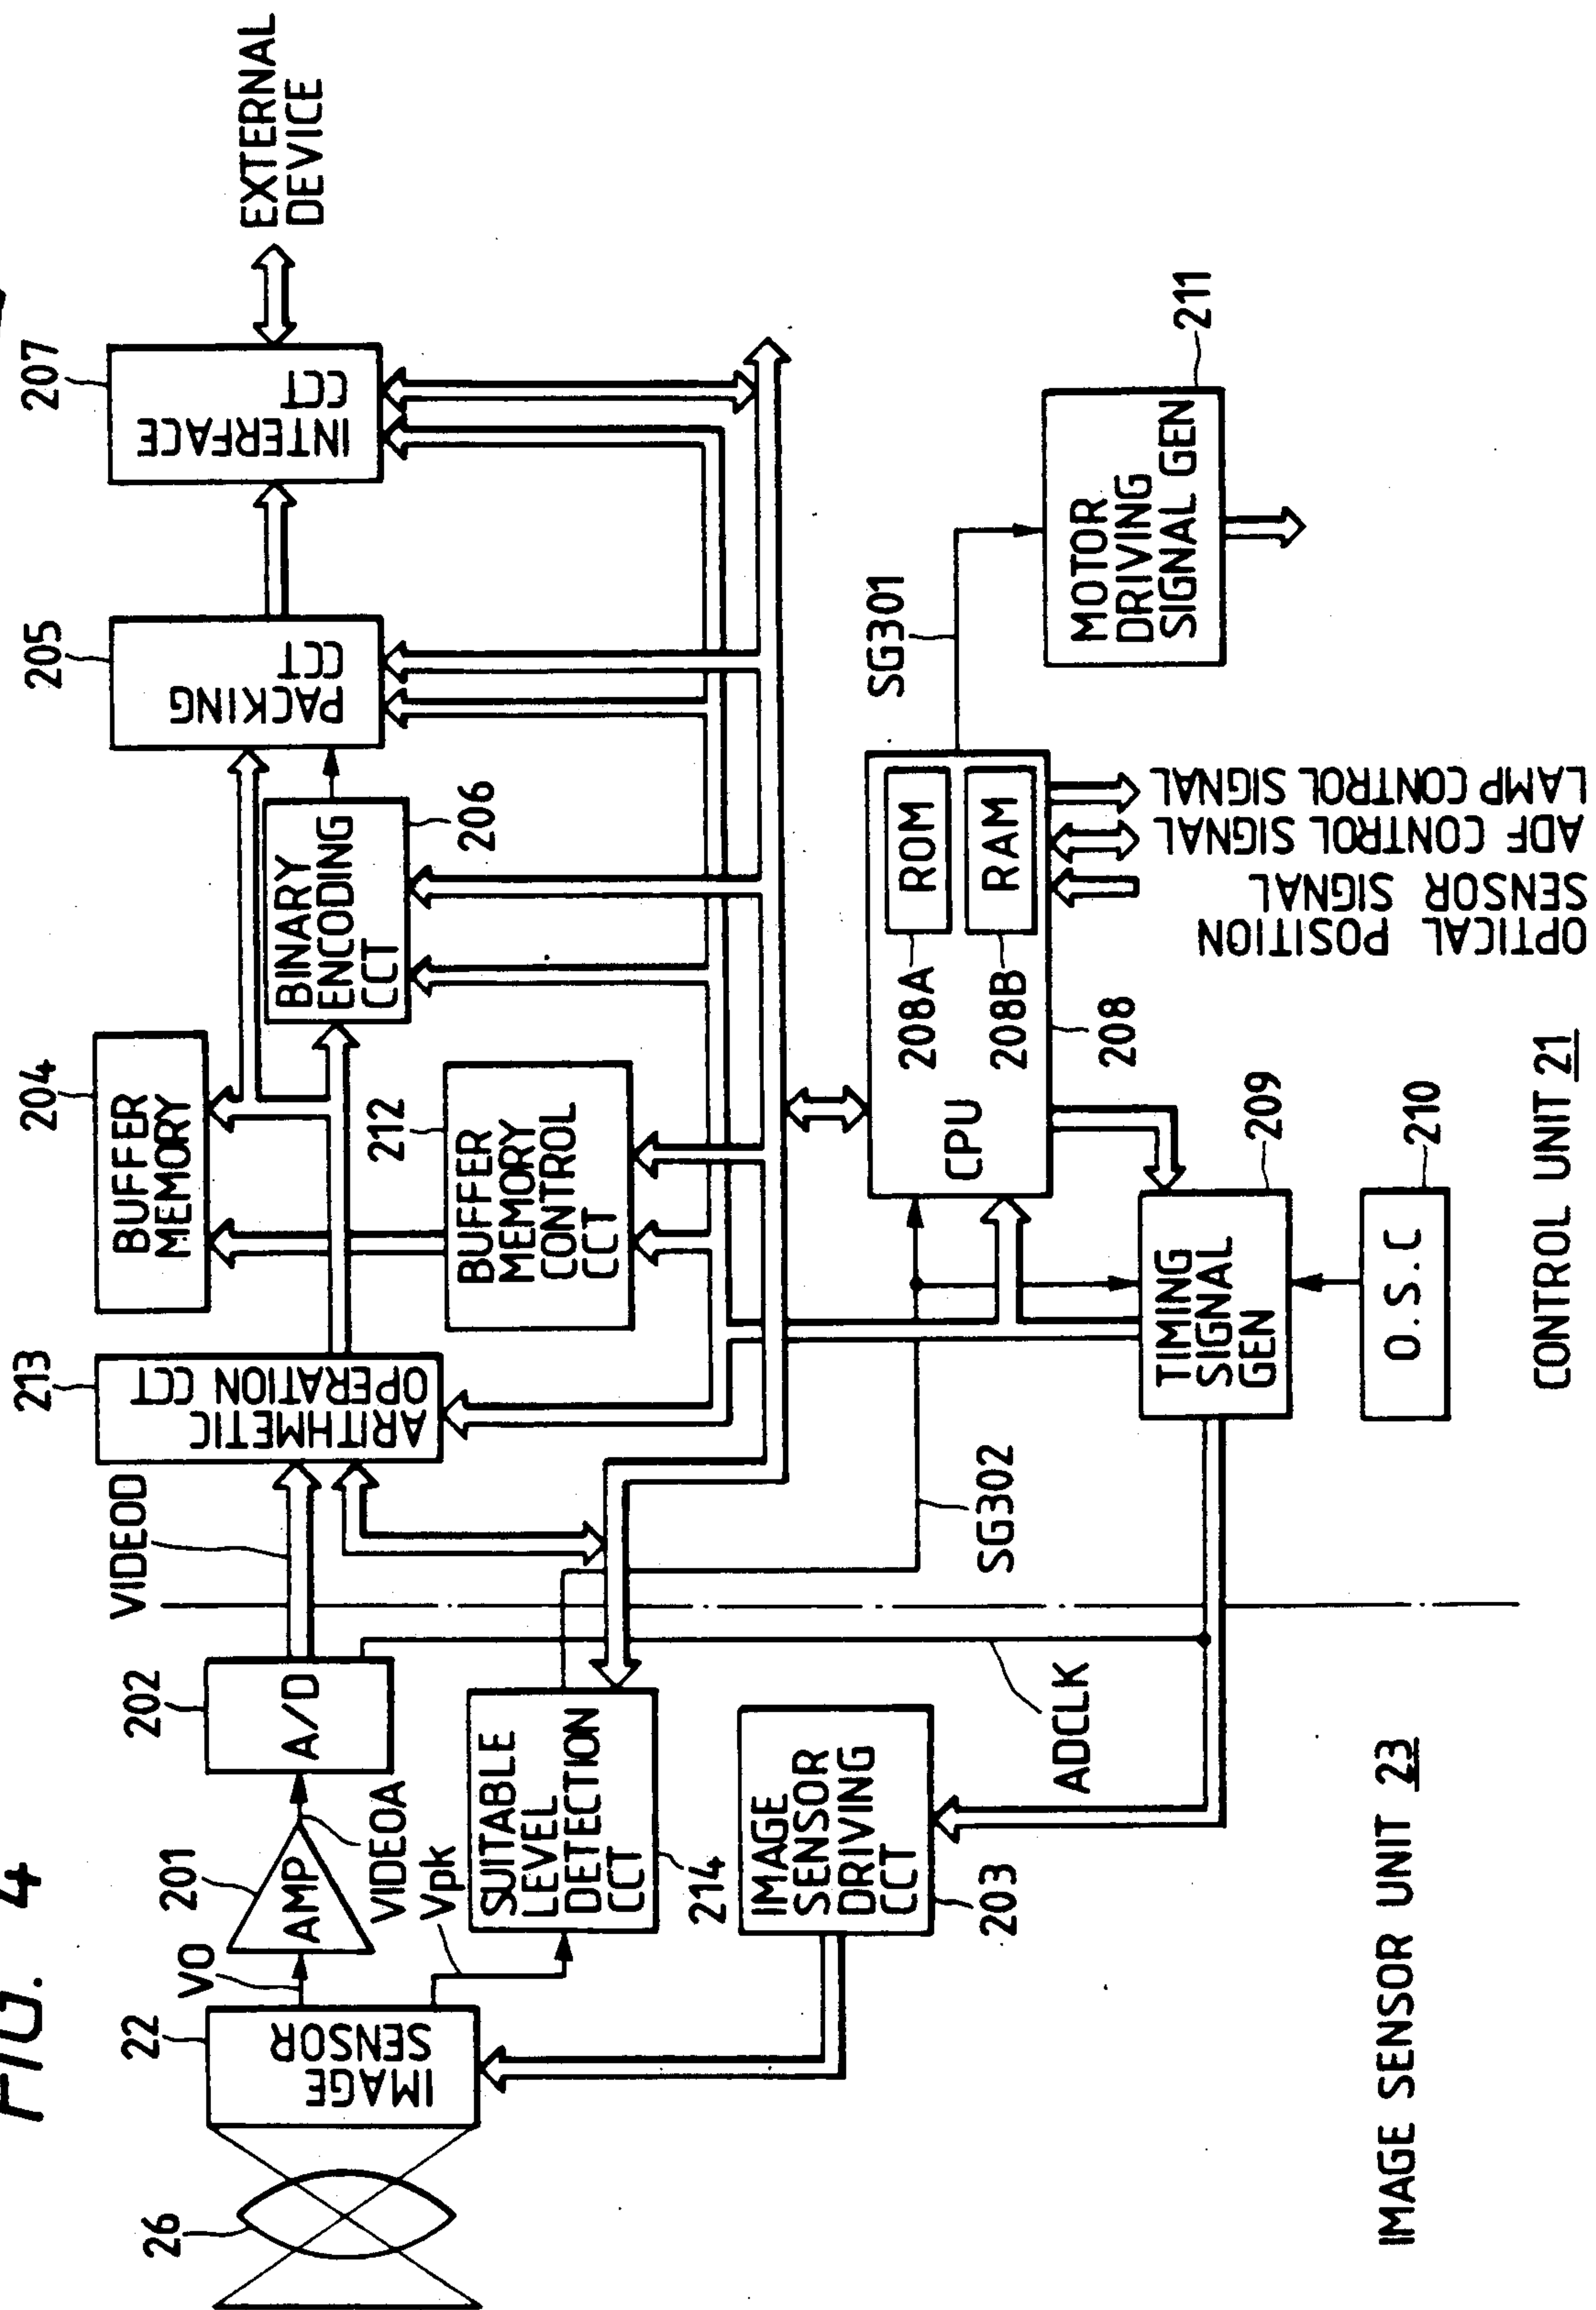 FIG. 4
26
22
IMAGE
SENSOR
VO
201
AMP
VIDEOA
Vpk
202
A/D
VIDEOD
SUITABLE
LEVEL
DETECTION
CCT
214
IMAGE
SENSOR
DRIVING
CCT
203
ADCLK
IMAGE SENSOR UNIT 23
213
ARITHMETIC
OPERATION CCT
204
BUFFER
MEMORY
212
BUFFER
MEMORY
CONTROL
CCT
BINARY
ENCODING
CCT
206
205
PACKING
CCT
207
INTERFACE
CCT
EXTERNAL
DEVICE
SG302
CPU
ROM
RAM
208A
208B
208
SG301
MOTOR
DRIVING
SIGNAL GEN
211
OPTICAL POSITION
SENSOR SIGNAL
ADF CONTROL SIGNAL
LAMP CONTROL SIGNAL
TIMING
SIGNAL
GEN
209
O.S.C
210
CONTROL UNIT 21